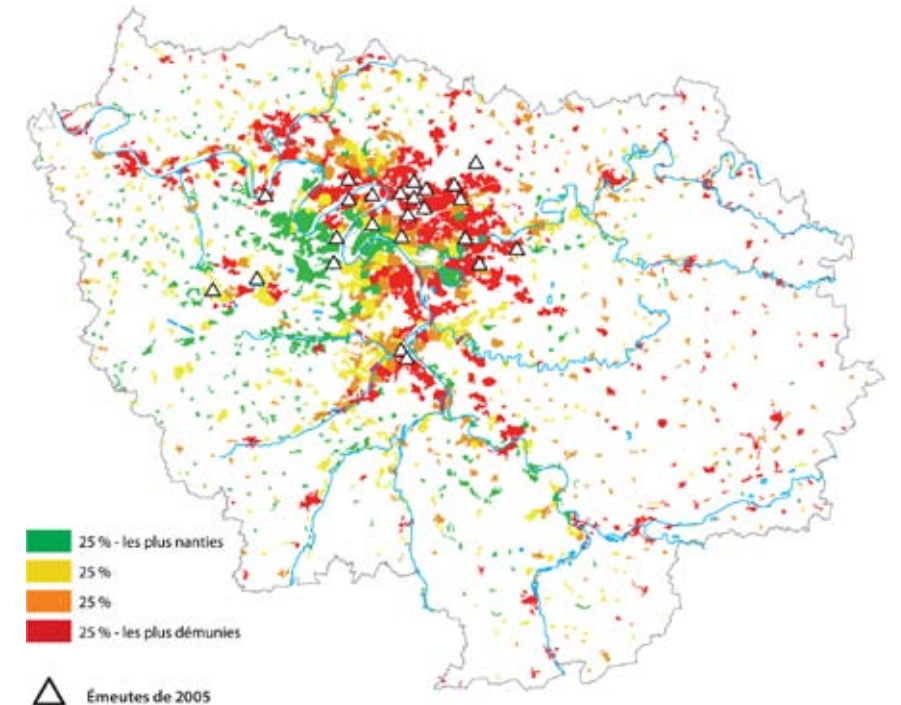 25 % - les plus nanties
25 %
25 %
25 % - les plus démunies
Émeutes de 2005